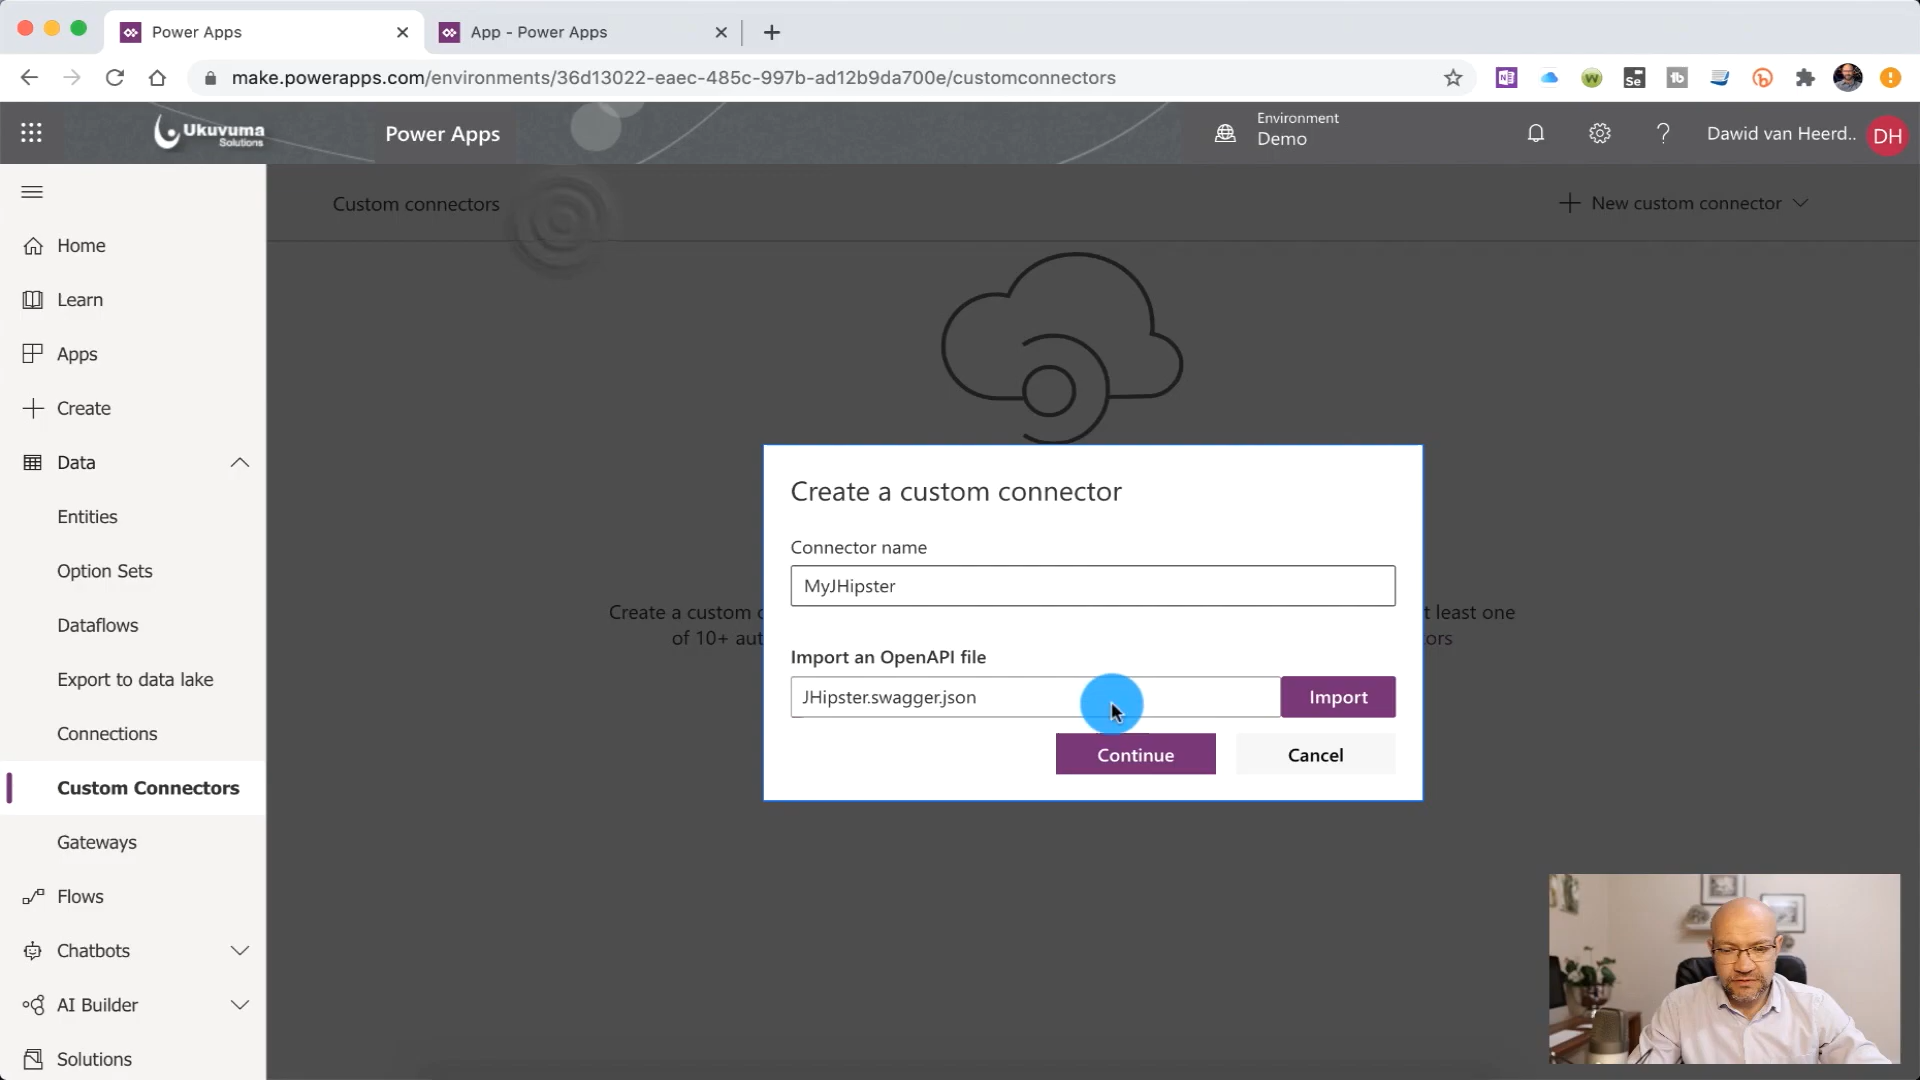 Power Apps
App - Power Apps
make.powerapps.com/environments/36d13022-eaec-485c-997b-ad12b9da700e/customconnectors
N
W
Se
tb
b
Ukuvuma
Solutions
Power Apps
Environment
Demo
?
Dawid van Heerd..
DH
Custom connectors
New custom connector
Home
Learn
Apps
Create
Data
Entities
Option Sets
Dataflows
Export to data lake
Connections
Custom Connectors
Gateways
Flows
Chatbots
AI Builder
Solutions
Create a custom c
t least one
of 10+ aut
ors
Create a custom connector
Connector name
MyJHipster
Import an OpenAPI file
JHipster.swagger.json
Import
Continue
Cancel